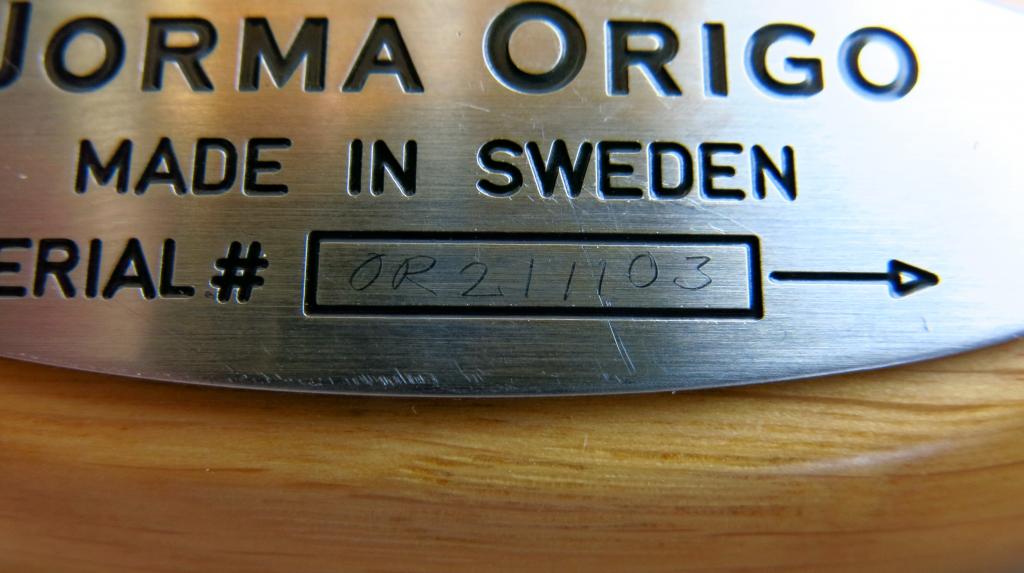 JORMA ORIGO
MADE IN SWEDEN
ERIAL # OR211103